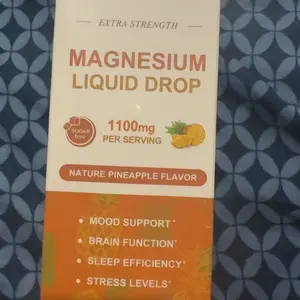 EXTRA STRENGTH
MAGNESIUM
LIQUID DROP
SUGAR
free
1100mg
PER SERVING
NATURE PINEAPPLE FLAVOR
• MOOD SUPPORT*
• BRAIN FUNCTION*
• SLEEP EFFICIENCY*
• STRESS LEVELS*